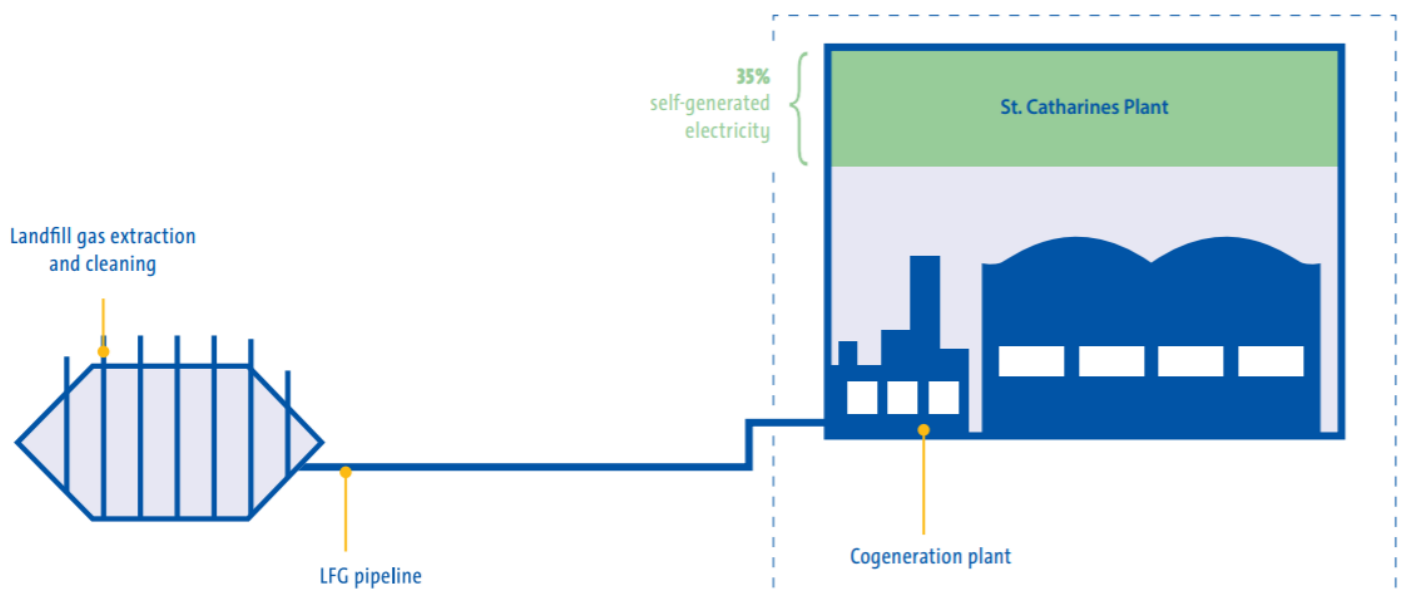 35%
self-generated
electricity
St. Catharines Plant
Landfill gas extraction
and cleaning
LFG pipeline
Cogeneration plant